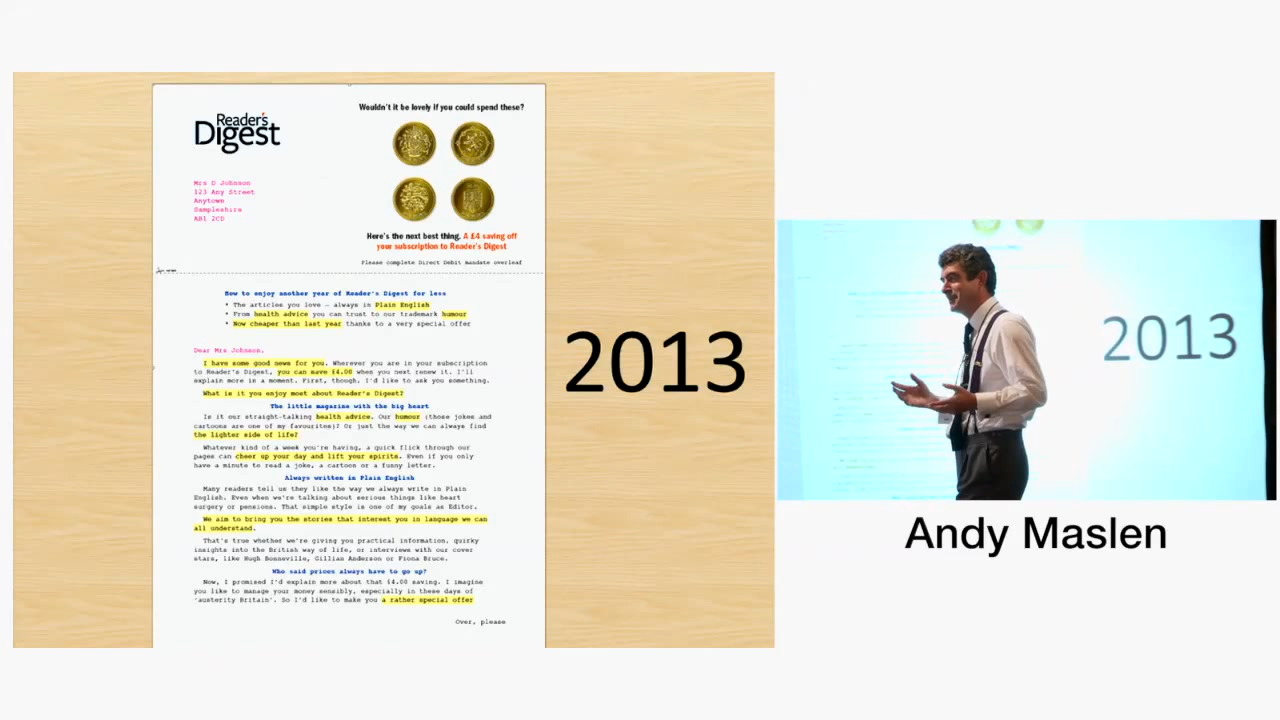 Wouldn't it be lovely if you could spend these?
Reader's
Digest
Mrs D Johnson
123 Any Street
Anytown
Sampleshire
AB1 2CD
Here's the next best thing. A £4 saving off
your subscription to Reader's Digest
Please complete Direct Debit mandate overleaf
How to enjoy another year of Reader's Digest for less
• The articles you love – always in Plain English
• From health advice you can trust to our trademark humour
• Now cheaper than last year thanks to a very special offer
Dear Mrs Johnson,
I have some good news for you. Wherever you are in your subscription
to Reader's Digest, you can save £4.00 when you next renew it. I'll
explain more in a moment. First, though, I'd like to ask you something.
What is it you enjoy most about Reader's Digest?
The little magazine with the big heart
Is it our straight-talking health advice. Our humour (those jokes and
cartoons are one of my favourites)? Or just the way we can always find
the lighter side of life?
Whatever kind of a week you're having, a quick flick through our
pages can cheer up your day and lift your spirits. Even if you only
have a minute to read a joke, a cartoon or a funny letter.
Always written in Plain English
Many readers tell us they like the way we always write in Plain
English. Even when we're talking about serious things like heart
surgery or pensions. That simple style is one of my goals as Editor.
We aim to bring you the stories that interest you in language we can
all understand.
That's true whether we're giving you practical information, quirky
insights into the British way of life, or interviews with our cover
stars, like Hugh Bonneville, Gillian Anderson or Fiona Bruce.
Who said prices always have to go up?
Now, I promised I'd explain more about that £4.00 saving. I imagine
you like to manage your money sensibly, especially in these days of
'austerity Britain'. So I'd like to make you a rather special offer
Over, please
2013
2013
Andy Maslen